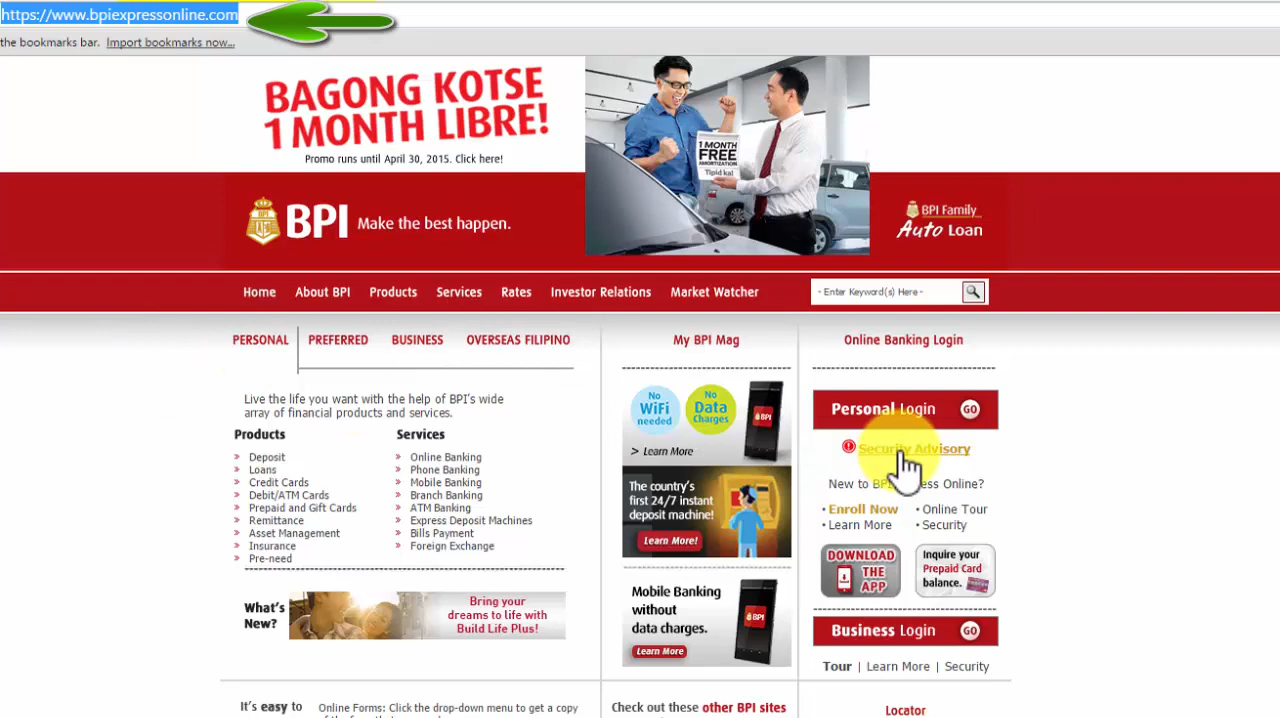 https://www.bpiexpressonline.com
the bookmarks bar. Import bookmarks now...
BAGONG KOTSE
1 MONTH LIBRE!
Promo runs until April 30, 2015. Click here!
1 MONTH
FREE
AMORTIZATION
Tipid ka!
BPI Make the best happen.
BPI Family
Auto Loan
Home About BPI Products Services Rates Investor Relations Market Watcher - Enter Keyword(s) Here -
PERSONAL PREFERRED BUSINESS OVERSEAS FILIPINO
Live the life you want with the help of BPI's wide
array of financial products and services.
Products
Deposit
Loans
Credit Cards
Debit/ATM Cards
Prepaid and Gift Cards
Remittance
Asset Management
Insurance
Pre-need
Services
Online Banking
Phone Banking
Mobile Banking
Branch Banking
ATM Banking
Express Deposit Machines
Bills Payment
Foreign Exchange
What's
New?
Bring your
dreams to life with
Build Life Plus!
It's easy to
Online Forms: Click the drop-down menu to get a copy
My BPI Mag
No
WiFi
needed
No
Data
Charges
BPI
> Learn More
The country's
first 24/7 instant
deposit machine!
Learn More!
Mobile Banking
without
data charges.
Learn More
BPI
Check out these other BPI sites
Online Banking Login
Personal Login GO
Security Advisory
New to BPI ess Online?
• Enroll Now • Online Tour
• Learn More • Security
DOWNLOAD
THE
APP
Inquire your
Prepaid Card
balance.
Business Login GO
Tour | Learn More | Security
Locator